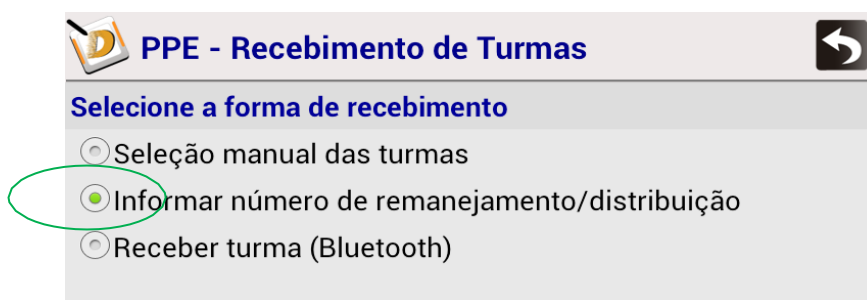 PPE - Recebimento de Turmas
Selecione a forma de recebimento
Seleção manual das turmas
Informar número de remanejamento/distribuição
Receber turma (Bluetooth)